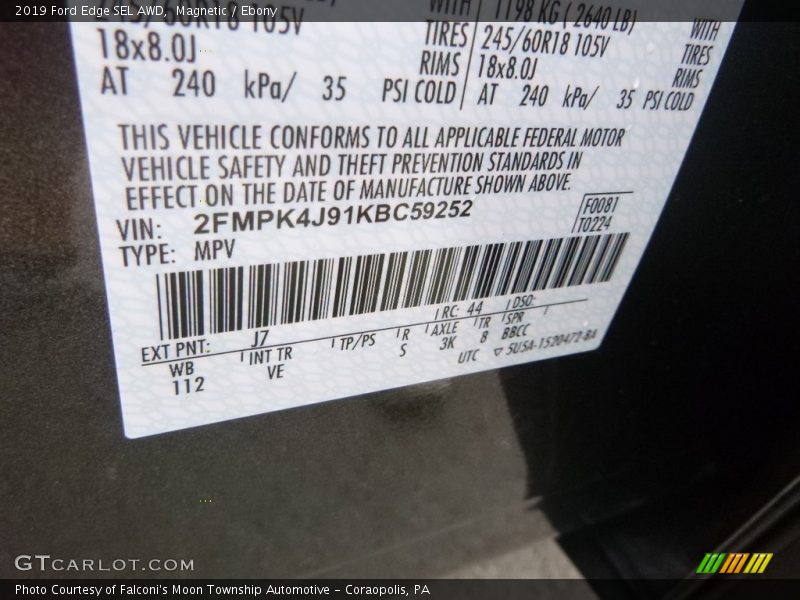 2019 Ford Edge SEL AWD, Magnetic / Ebony
245/60R18 105V
WITH
1198 KG ( 2640 LB)
WITH
18x8.0J
TIRES
245/60R18 105V
TIRES
RIMS
18x8.0J
RIMS
AT 240 kPa/ 35 PSI COLD
AT 240 kPa/ 35 PSI COLD
THIS VEHICLE CONFORMS TO ALL APPLICABLE FEDERAL MOTOR
VEHICLE SAFETY AND THEFT PREVENTION STANDARDS IN
EFFECT ON THE DATE OF MANUFACTURE SHOWN ABOVE.
VIN: 2FMPK4J91KBC59252
F0081
T0224
TYPE: MPV
EXT PNT: J7 RC: 44 DSO:
WB INT TR TP/PS R AXLE TR SPR
112 VE S 3K 8 BBCC
UTC ▽ 5U5A-1520472-BA
GTCARLOT.COM
Photo Courtesy of Falconi's Moon Township Automotive - Coraopolis, PA